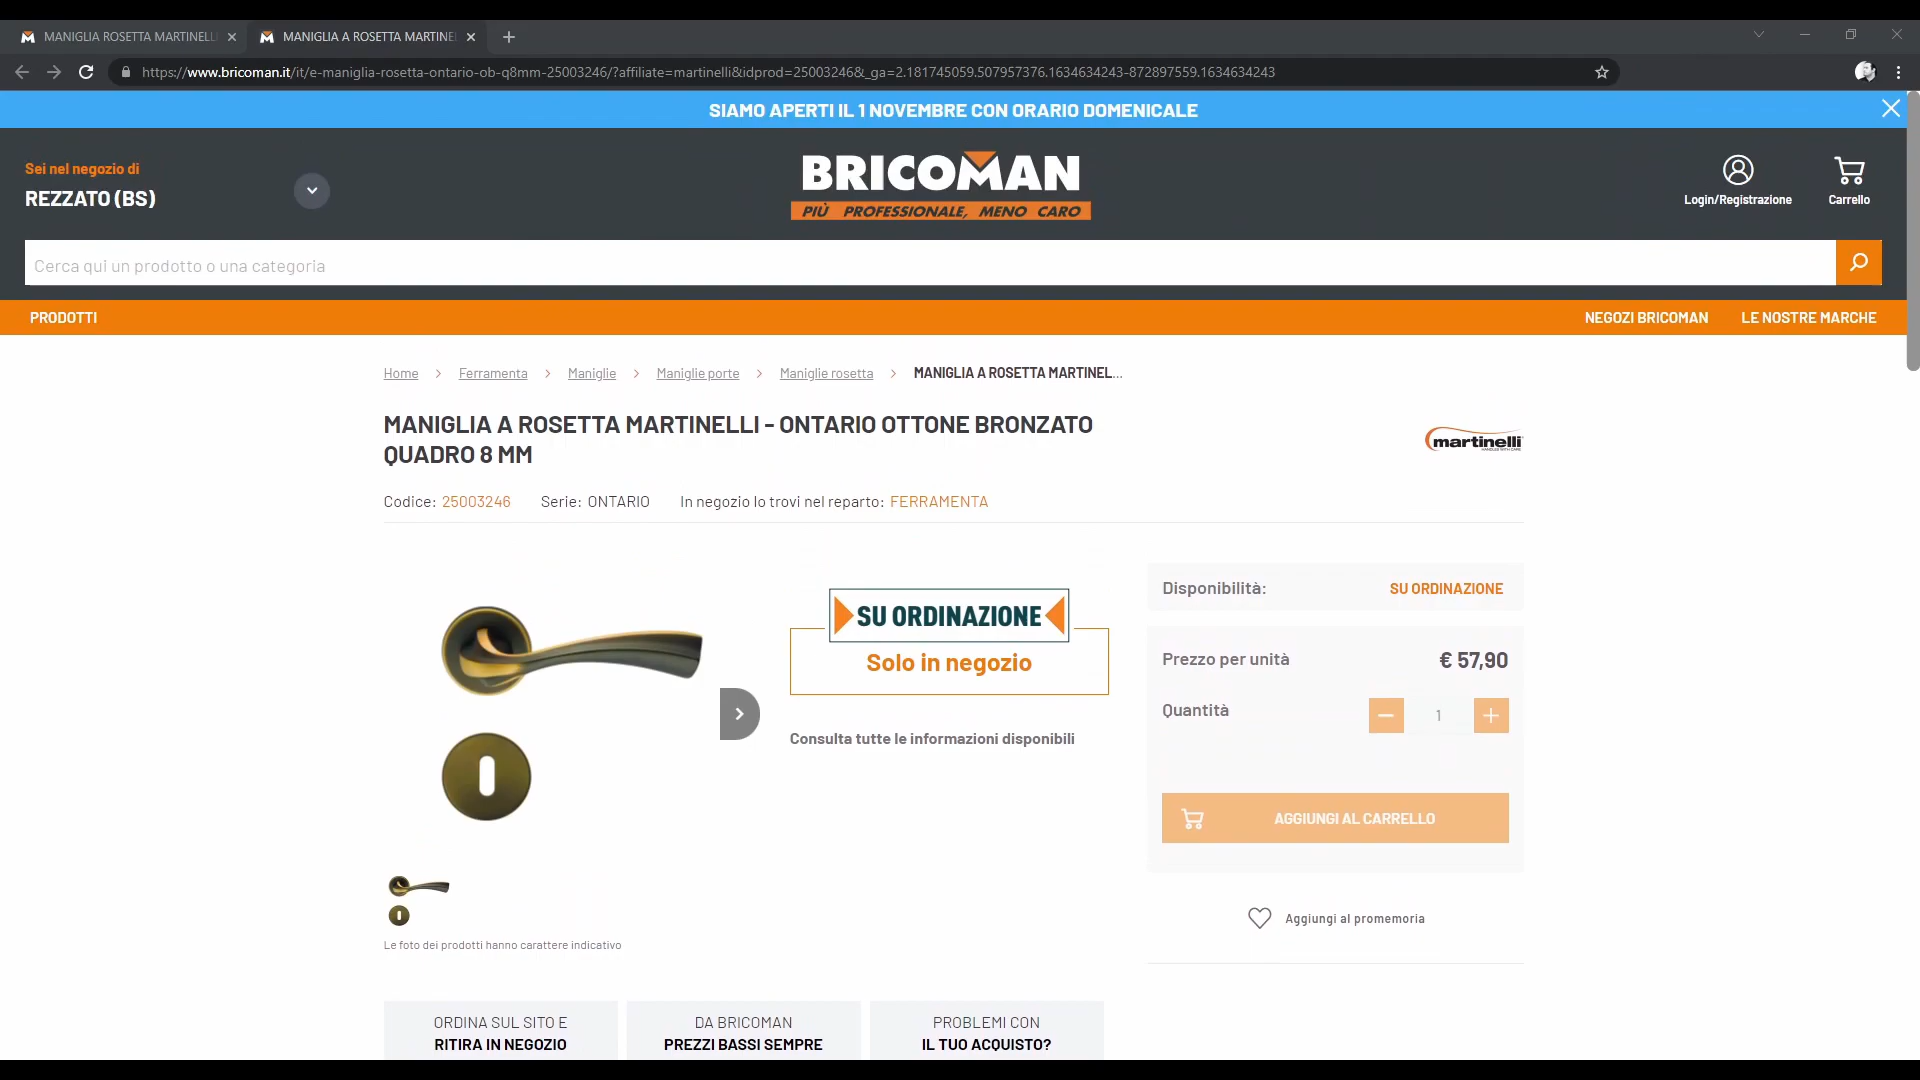 MANIGLIA ROSETTA MARTINELLI
MANIGLIA A ROSETTA MARTINEL
https://www.bricoman.it/it/e-maniglia-rosetta-ontario-ob-q8mm-25003246/?affiliate=martinelli&idprod=25003246&_ga=2.181745059.507957376.1634634243-872897559.1634634243
SIAMO APERTI IL 1 NOVEMBRE CON ORARIO DOMENICALE
Sei nel negozio di
REZZATO (BS)
BRICOMAN
PIÙ PROFESSIONALE, MENO CARO
Login/Registrazione
Carrello
Cerca qui un prodotto o una categoria
PRODOTTI
NEGOZI BRICOMAN
LE NOSTRE MARCHE
Home > Ferramenta > Maniglie > Maniglie porte > Maniglie rosetta > MANIGLIA A ROSETTA MARTINEL...
MANIGLIA A ROSETTA MARTINELLI - ONTARIO OTTONE BRONZATO
QUADRO 8 MM
martinelli
Codice: 25003246 Serie: ONTARIO In negozio lo trovi nel reparto: FERRAMENTA
SU ORDINAZIONE
Solo in negozio
Consulta tutte le informazioni disponibili
Disponibilità: SU ORDINAZIONE
Prezzo per unità € 57,90
Quantità 1
AGGIUNGI AL CARRELLO
Aggiungi al promemoria
Le foto dei prodotti hanno carattere indicativo
ORDINA SUL SITO E
RITIRA IN NEGOZIO
DA BRICOMAN
PREZZI BASSI SEMPRE
PROBLEMI CON
IL TUO ACQUISTO?